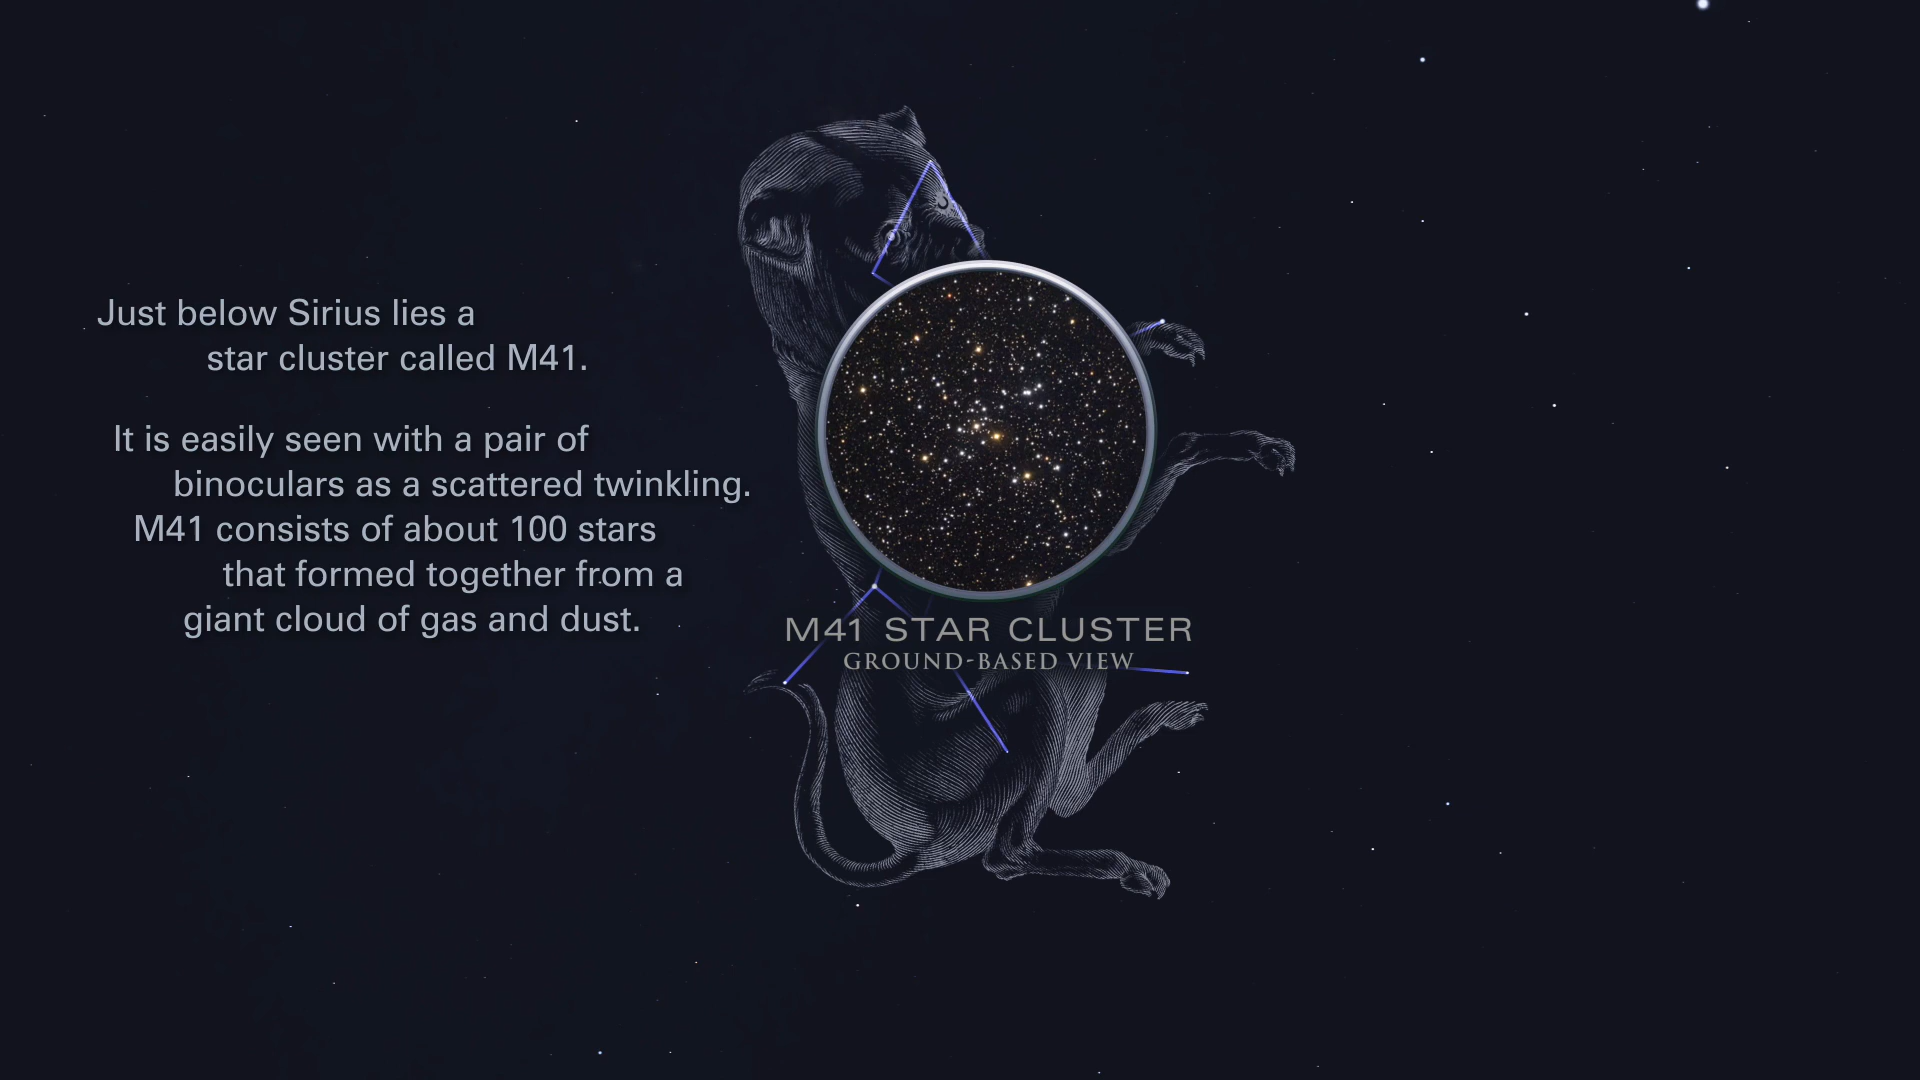 Just below Sirius lies a
star cluster called M41.
It is easily seen with a pair of
binoculars as a scattered twinkling.
M41 consists of about 100 stars
that formed together from a
giant cloud of gas and dust.
M41 STAR CLUSTER
GROUND-BASED VIEW